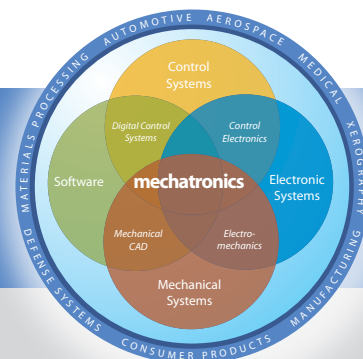 MATERIALS PROCESSING AUTOMOTIVE AEROSPACE MEDICAL XEROGRAPHY
Control
Systems
Digital Control
Systems
Control
Electronics
Software
mechatronics
Electronic
Systems
Mechanical
CAD
Electro-
mechanics
Mechanical
Systems
DEFENSE SYSTEMS CONSUMER PRODUCTS MANUFACTURING